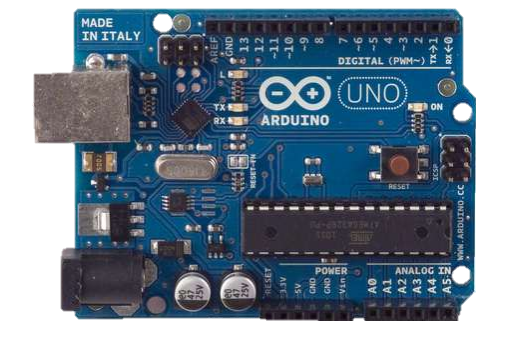 MADE
IN ITALY
AREF
GND
13
12
~11
~10
~9
8
7
~6
~5
4
~3
2
TX→1
RX←0
DIGITAL (PWM~)
L
TX
RX
ARDUINO
UNO
ON
RESET-EN
RESET
ICSP
WWW.ARDUINO.CC
POWER
ANALOG IN
RESET
3.3V
5V
GND
GND
Vin
A0
A1
A2
A3
A4
A5
47
25V
47
25V